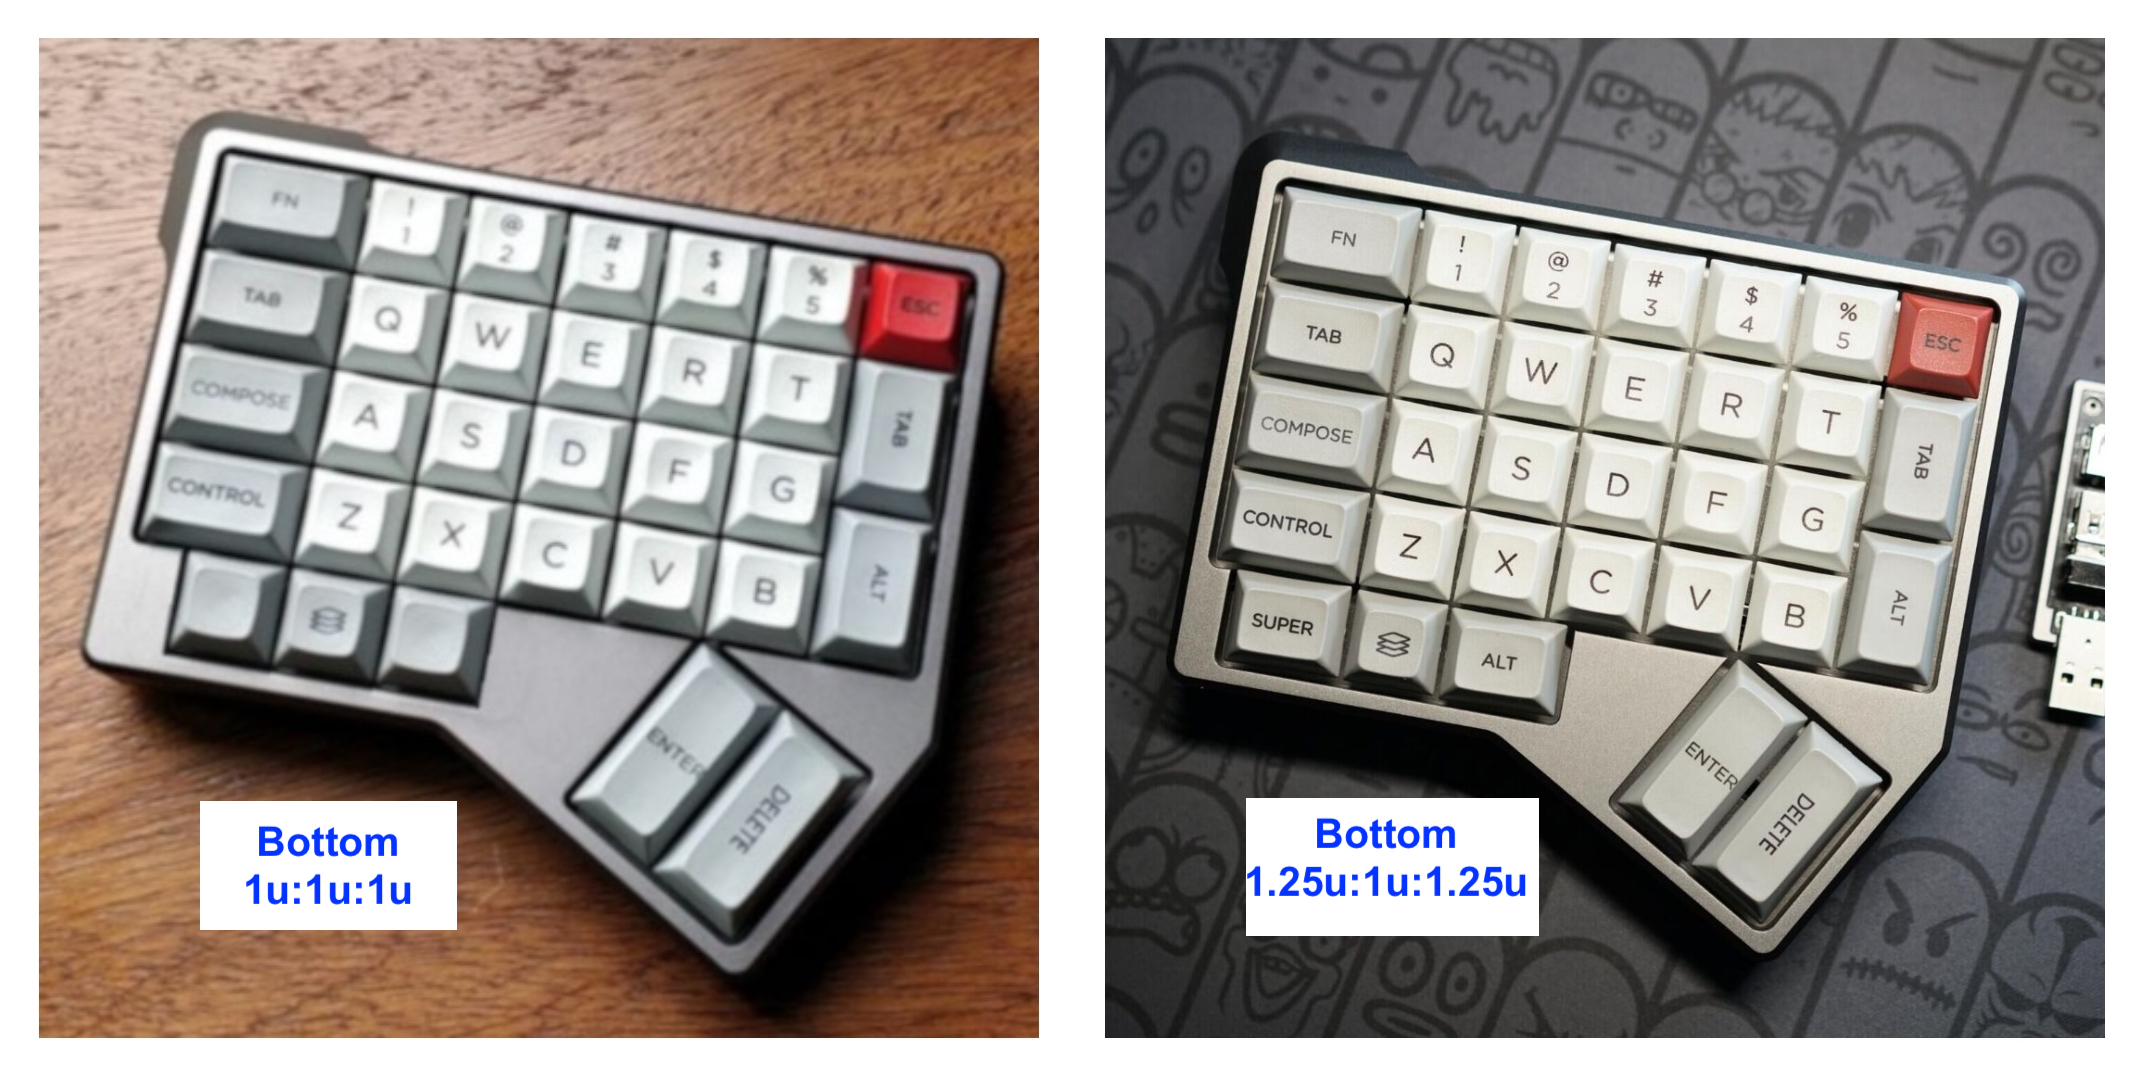 FN
!
1
@
2
#
3
$
4
%
5
ESC
TAB
Q
W
E
R
T
TAB
COMPOSE
A
S
D
F
G
CONTROL
Z
X
C
V
B
ALT
ENTER
DELETE
Bottom
1u:1u:1u
FN
!
1
@
2
#
3
$
4
%
5
ESC
TAB
Q
W
E
R
T
TAB
COMPOSE
A
S
D
F
G
CONTROL
Z
X
C
V
B
ALT
SUPER
ALT
ENTER
DELETE
Bottom
1.25u:1u:1.25u